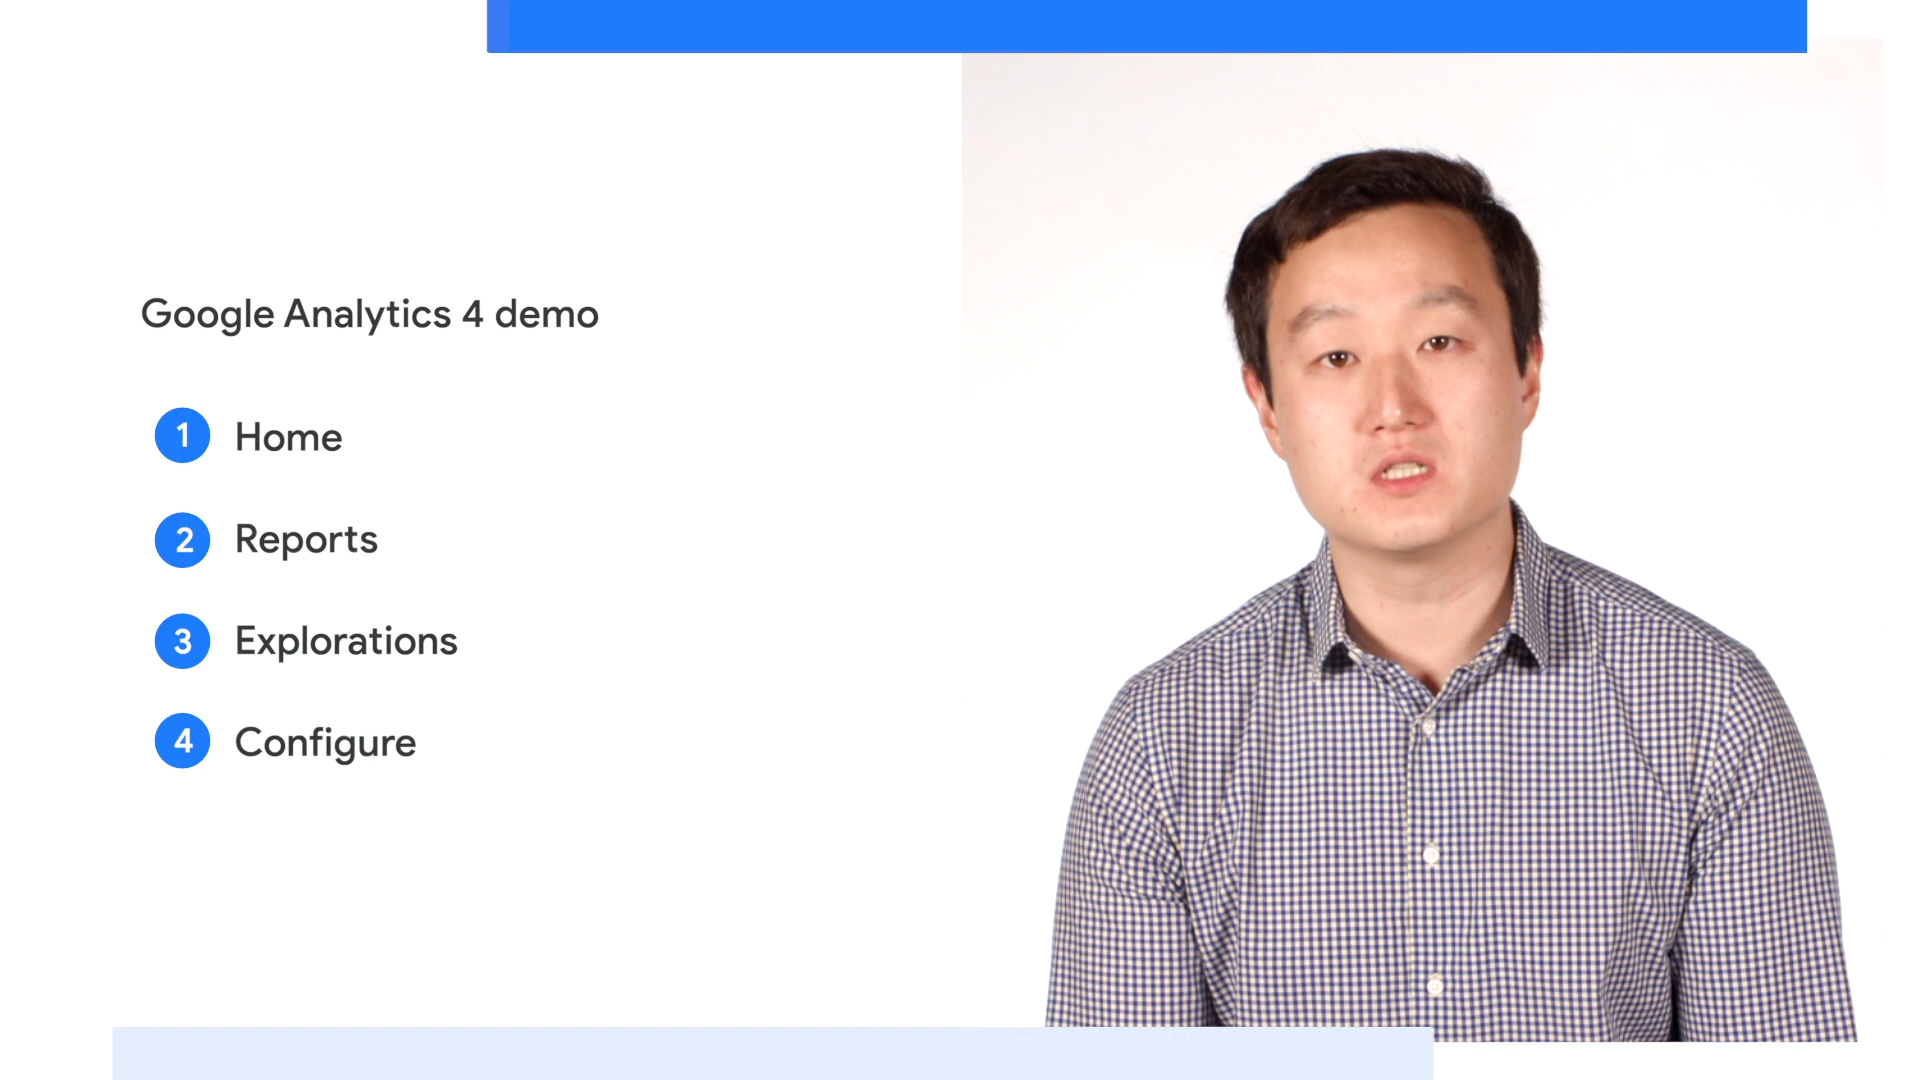 Google Analytics 4 demo
1 Home
2 Reports
3 Explorations
4 Configure